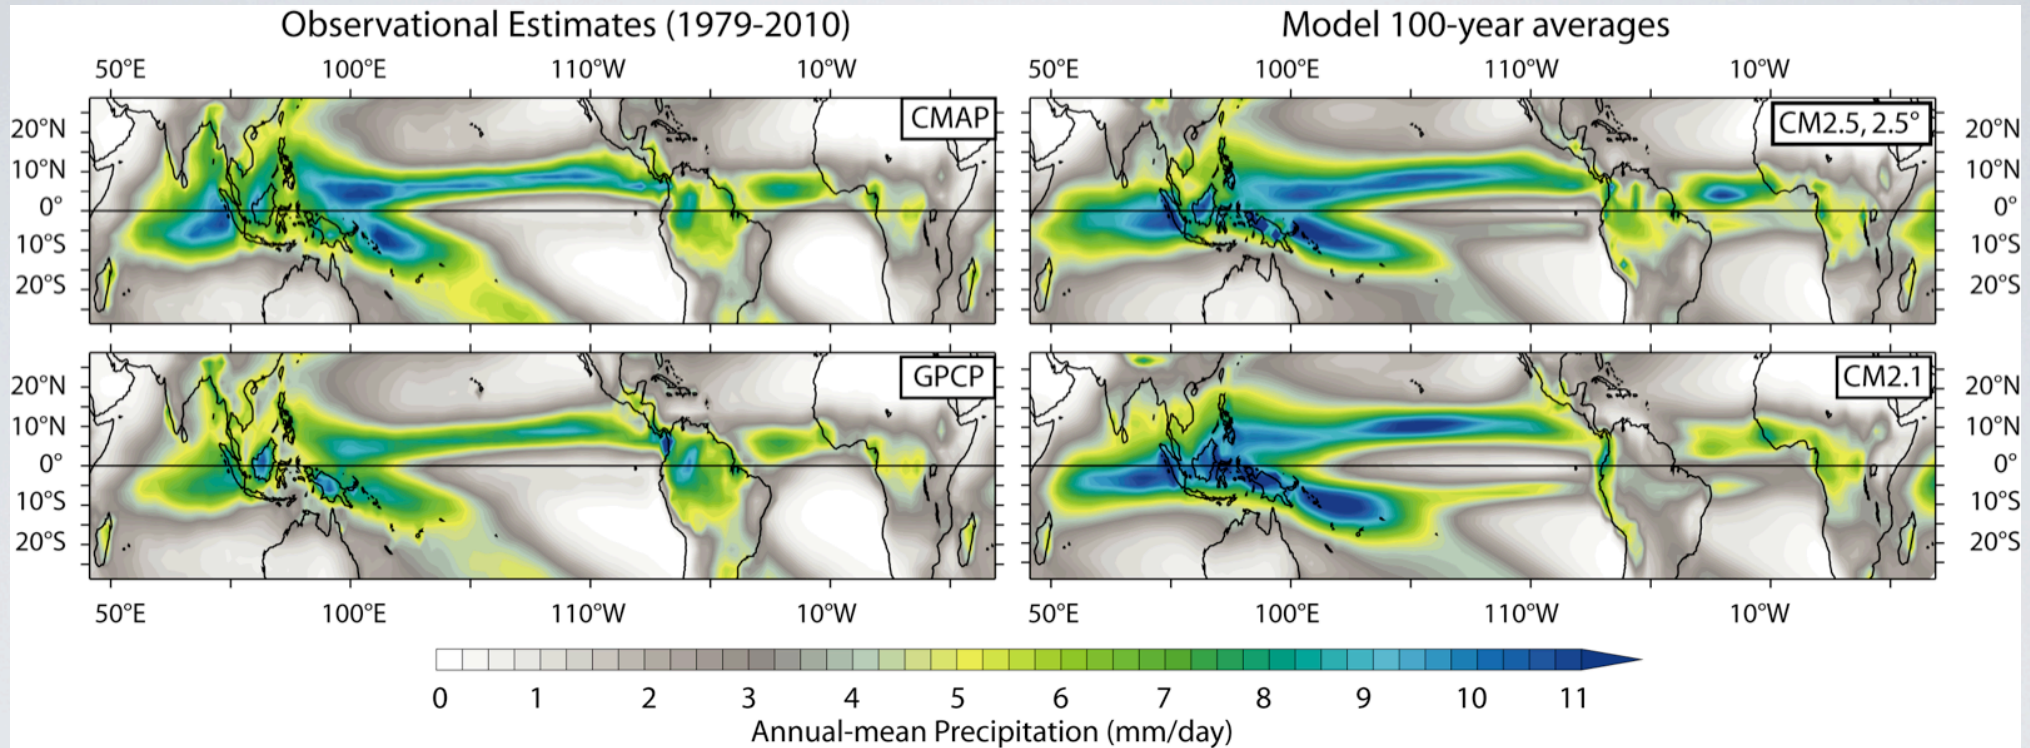 Observational Estimates (1979-2010)
Model 100-year averages
50°E 100°E 110°W 10°W
50°E 100°E 110°W 10°W
CMAP
20°N
10°N
0°
10°S
20°S
CM2.5, 2.5°
20°N
10°N
0°
10°S
20°S
GPCP
20°N
10°N
0°
10°S
20°S
CM2.1
20°N
10°N
0°
10°S
20°S
50°E 100°E 110°W 10°W
50°E 100°E 110°W 10°W
0 1 2 3 4 5 6 7 8 9 10 11
Annual-mean Precipitation (mm/day)